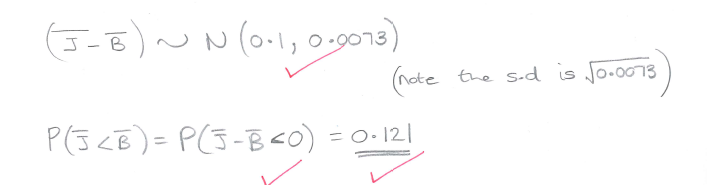 (J̅ - B̅) ~ N (0.1, 0.0073)
(note the s.d is √0.0073)
P(J̅ < B̅) = P(J̅ - B̅ < 0) = 0.121